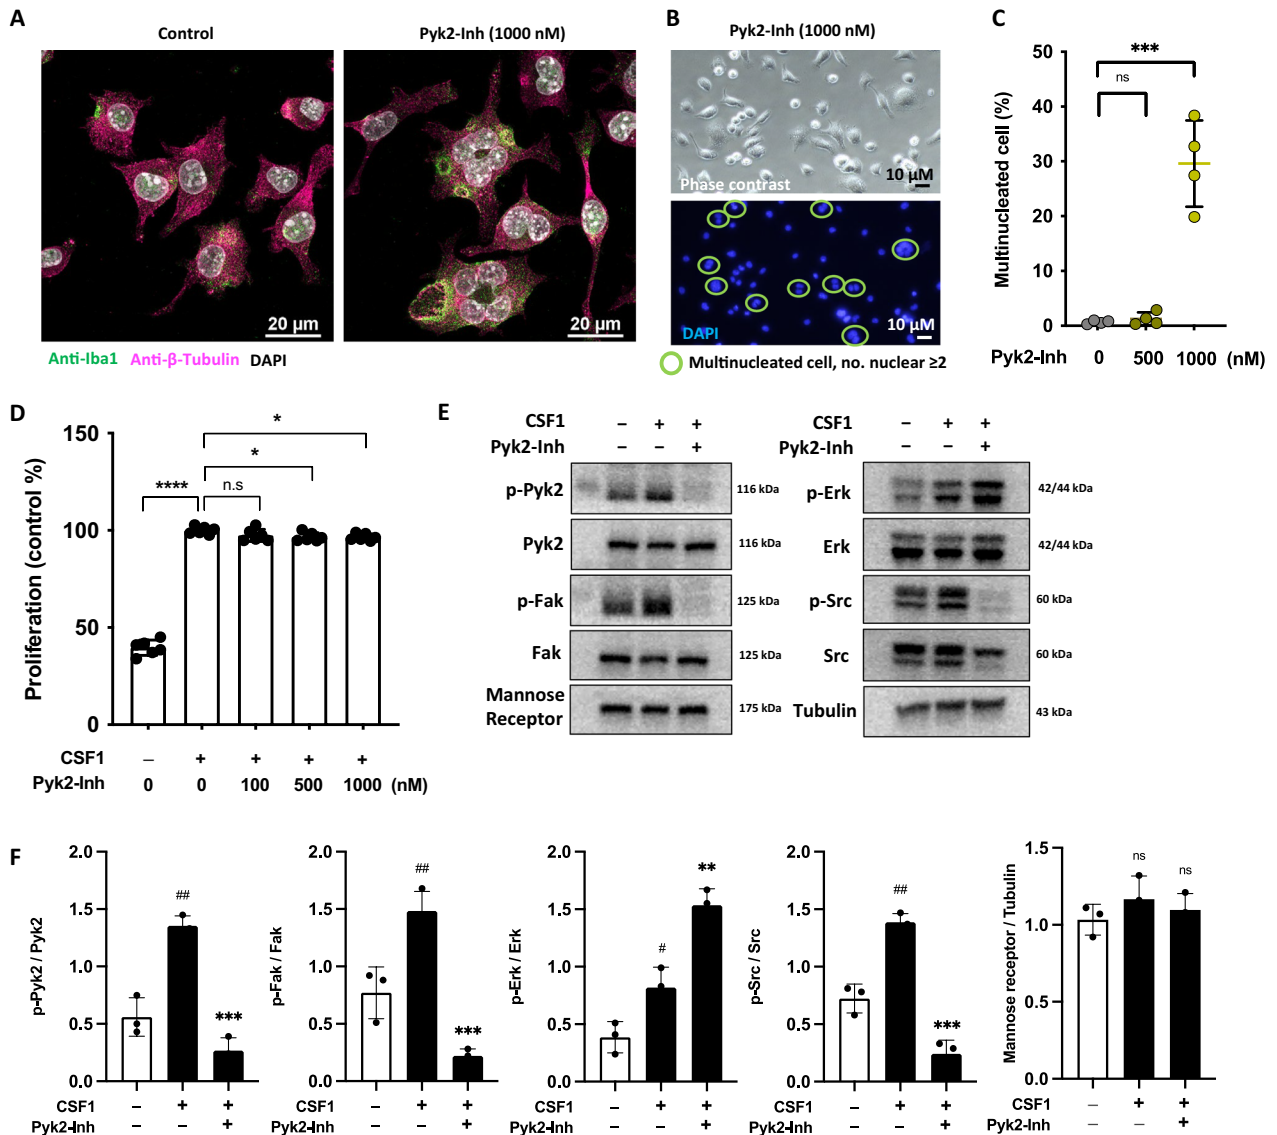 A
Control
Pyk2-Inh (1000 nM)
20 µm
20 µm
Anti-Iba1 Anti-β-Tubulin DAPI
B
Pyk2-Inh (1000 nM)
Phase contrast
10 µM
DAPI
10 µM
Multinucleated cell, no. nuclear ≥2
C
Multinucleated cell (%)
50
40
30
20
10
0
ns
***
Pyk2-Inh 0 500 1000 (nM)
D
Proliferation (control %)
150
100
50
0
****
n.s
*
*
CSF1 – + + + +
Pyk2-Inh 0 0 100 500 1000 (nM)
E
CSF1 – + +
Pyk2-Inh – – +
p-Pyk2 116 kDa
Pyk2 116 kDa
p-Fak 125 kDa
Fak 125 kDa
Mannose
Receptor 175 kDa
CSF1 – + +
Pyk2-Inh – – +
p-Erk 42/44 kDa
Erk 42/44 kDa
p-Src 60 kDa
Src 60 kDa
Tubulin 43 kDa
F
p-Pyk2 / Pyk2
2.0
1.5
1.0
0.5
0.0
##
***
CSF1 – + +
Pyk2-Inh – – +
p-Fak / Fak
2.0
1.5
1.0
0.5
0.0
##
***
CSF1 – + +
Pyk2-Inh – – +
p-Erk / Erk
2.0
1.5
1.0
0.5
0.0
#
**
CSF1 – + +
Pyk2-Inh – – +
p-Src / Src
2.0
1.5
1.0
0.5
0.0
##
***
CSF1 – + +
Pyk2-Inh – – +
Mannose receptor / Tubulin
1.5
1.0
0.5
0.0
ns
ns
CSF1 – + +
Pyk2-Inh – – +